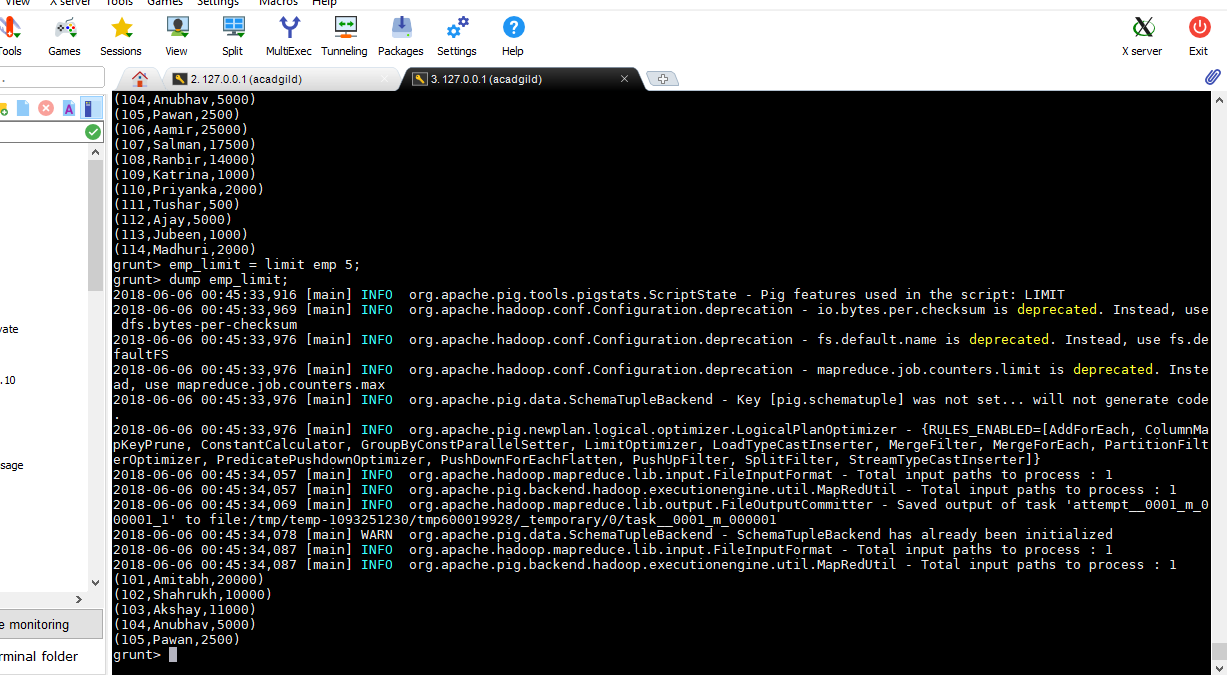 View X server Tools Games Settings Macros Help
Tools Games Sessions View Split MultiExec Tunneling Packages Settings Help X server Exit
2. 127.0.0.1 (acadgild) 3. 127.0.0.1 (acadgild)
(104,Anubhav,5000)
(105,Pawan,2500)
(106,Aamir,25000)
(107,Salman,17500)
(108,Ranbir,14000)
(109,Katrina,1000)
(110,Priyanka,2000)
(111,Tushar,500)
(112,Ajay,5000)
(113,Jubeen,1000)
(114,Madhuri,2000)
grunt> emp_limit = limit emp 5;
grunt> dump emp_limit;
2018-06-06 00:45:33,916 [main] INFO  org.apache.pig.tools.pigstats.ScriptState - Pig features used in the script: LIMIT
2018-06-06 00:45:33,969 [main] INFO  org.apache.hadoop.conf.Configuration.deprecation - io.bytes.per.checksum is deprecated. Instead, use
 dfs.bytes-per-checksum
2018-06-06 00:45:33,976 [main] INFO  org.apache.hadoop.conf.Configuration.deprecation - fs.default.name is deprecated. Instead, use fs.de
faultFS
2018-06-06 00:45:33,976 [main] INFO  org.apache.hadoop.conf.Configuration.deprecation - mapreduce.job.counters.limit is deprecated. Inste
ad, use mapreduce.job.counters.max
2018-06-06 00:45:33,976 [main] INFO  org.apache.pig.data.SchemaTupleBackend - Key [pig.schematuple] was not set... will not generate code
.
2018-06-06 00:45:33,976 [main] INFO  org.apache.pig.newplan.logical.optimizer.LogicalPlanOptimizer - {RULES_ENABLED=[AddForEach, ColumnMa
pKeyPrune, ConstantCalculator, GroupByConstParallelSetter, LimitOptimizer, LoadTypeCastInserter, MergeFilter, MergeForEach, PartitionFilt
erOptimizer, PredicatePushdownOptimizer, PushDownForEachFlatten, PushUpFilter, SplitFilter, StreamTypeCastInserter]}
2018-06-06 00:45:34,057 [main] INFO  org.apache.hadoop.mapreduce.lib.input.FileInputFormat - Total input paths to process : 1
2018-06-06 00:45:34,057 [main] INFO  org.apache.pig.backend.hadoop.executionengine.util.MapRedUtil - Total input paths to process : 1
2018-06-06 00:45:34,069 [main] INFO  org.apache.hadoop.mapreduce.lib.output.FileOutputCommitter - Saved output of task 'attempt__0001_m_0
00001_1' to file:/tmp/temp-1093251230/tmp600019928/_temporary/0/task__0001_m_000001
2018-06-06 00:45:34,078 [main] WARN  org.apache.pig.data.SchemaTupleBackend - SchemaTupleBackend has already been initialized
2018-06-06 00:45:34,087 [main] INFO  org.apache.hadoop.mapreduce.lib.input.FileInputFormat - Total input paths to process : 1
2018-06-06 00:45:34,087 [main] INFO  org.apache.pig.backend.hadoop.executionengine.util.MapRedUtil - Total input paths to process : 1
(101,Amitabh,20000)
(102,Shahrukh,10000)
(103,Akshay,11000)
(104,Anubhav,5000)
(105,Pawan,2500)
grunt>
vate
.10
ssage
e monitoring
rminal folder